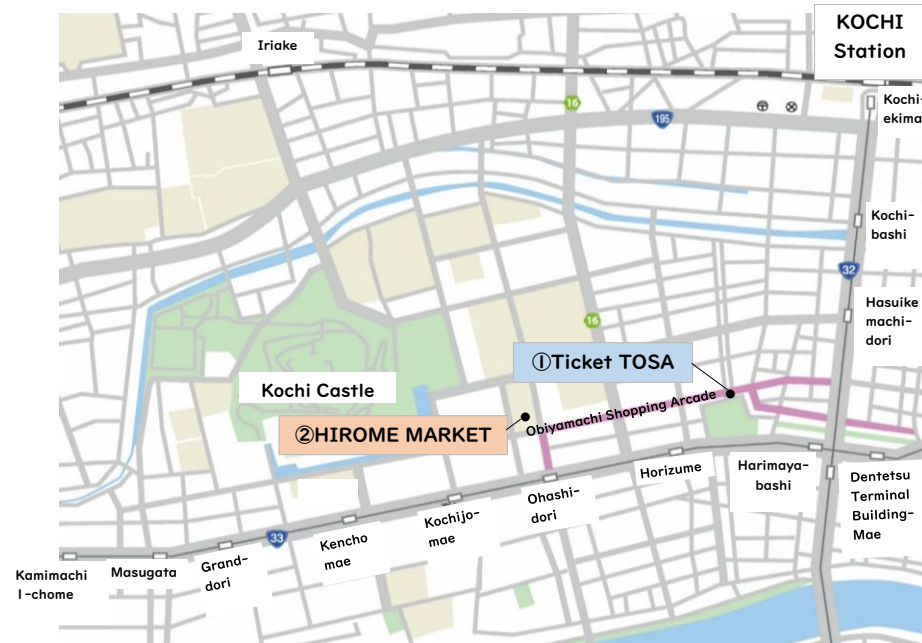 KOCHI
Station
Iriake
Kochi-
ekima
16
195
Kochi-
bashi
32
Hasuike
machi-
dori
16
①Ticket TOSA
Kochi Castle
Obiyamachi Shopping Arcade
②HIROME MARKET
Horizume
Harimaya-
bashi
Dentetsu
Terminal
Building-
Mae
Ohashi-
dori
Kochijo-
mae
Kencho
mae
33
Grand-
dori
Masugata
Kamimachi
1-chome